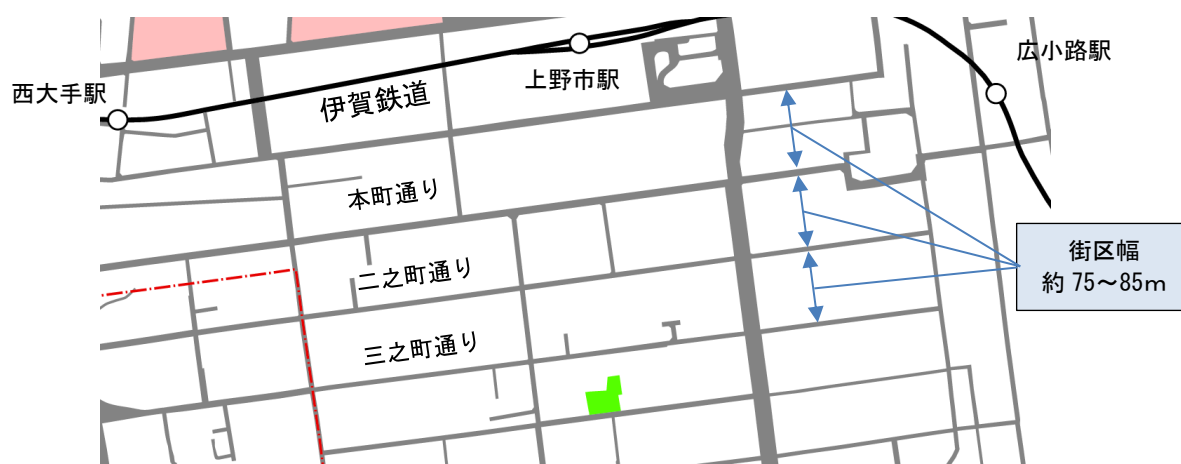 広小路駅
上野市駅
西大手駅
伊賀鉄道
本町通り
二之町通り
三之町通り
街区幅
約 75～85ｍ